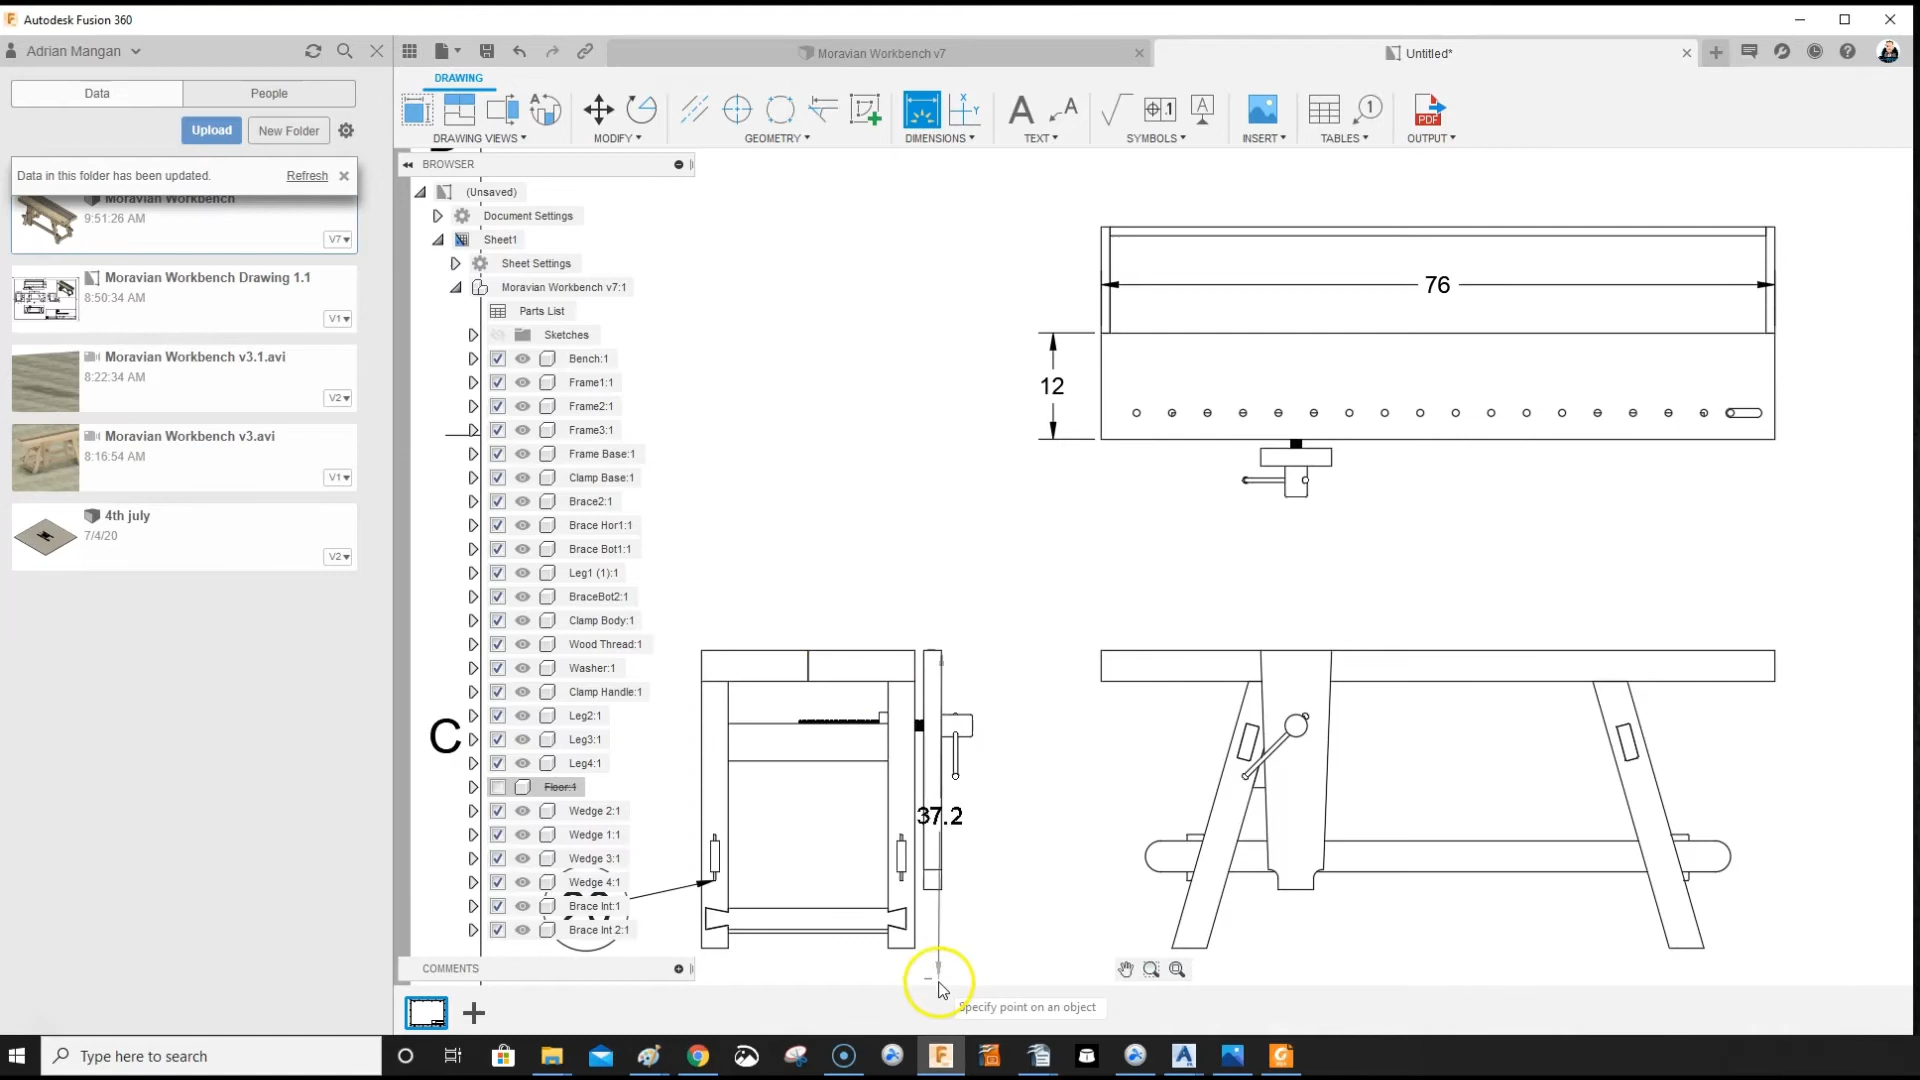 Autodesk Fusion 360
Adrian Mangan
Moravian Workbench v7
Untitled*
DRAWING
Data
People
Upload
New Folder
DRAWING VIEWS
MODIFY
GEOMETRY
DIMENSIONS
TEXT
SYMBOLS
INSERT
TABLES
OUTPUT
Data in this folder has been updated.
Refresh
BROWSER
Moravian Workbench
9:51:26 AM
V7
Moravian Workbench Drawing 1.1
8:50:34 AM
V1
Moravian Workbench v3.1.avi
8:22:34 AM
V2
Moravian Workbench v3.avi
8:16:54 AM
V1
4th july
7/4/20
V2
(Unsaved)
Document Settings
Sheet1
Sheet Settings
Moravian Workbench v7:1
Parts List
Sketches
Bench:1
Frame1:1
Frame2:1
Frame3:1
Frame Base:1
Clamp Base:1
Brace2:1
Brace Hor1:1
Brace Bot1:1
Leg1 (1):1
BraceBot2:1
Clamp Body:1
Wood Thread:1
Washer:1
Clamp Handle:1
Leg2:1
Leg3:1
Leg4:1
Floor:1
Wedge 2:1
Wedge 1:1
Wedge 3:1
Wedge 4:1
Brace Int:1
Brace Int 2:1
COMMENTS
C
76
12
37.2
Specify point on an object
Type here to search